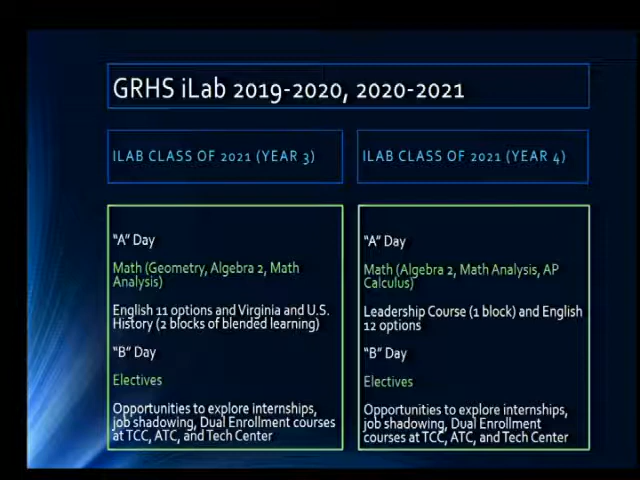 GRHS iLab 2019-2020, 2020-2021
ILAB CLASS OF 2021 (YEAR 3)
ILAB CLASS OF 2021 (YEAR 4)
"A" Day
Math (Geometry, Algebra 2, Math
Analysis)
English 11 options and Virginia and U.S.
History (2 blocks of blended learning)
"B" Day
Electives
Opportunities to explore internships,
job shadowing, Dual Enrollment courses
at TCC, ATC, and Tech Center
"A" Day
Math (Algebra 2, Math Analysis, AP
Calculus)
Leadership Course (1 block) and English
12 options
"B" Day
Electives
Opportunities to explore internships,
job shadowing, Dual Enrollment
courses at TCC, ATC, and Tech Center